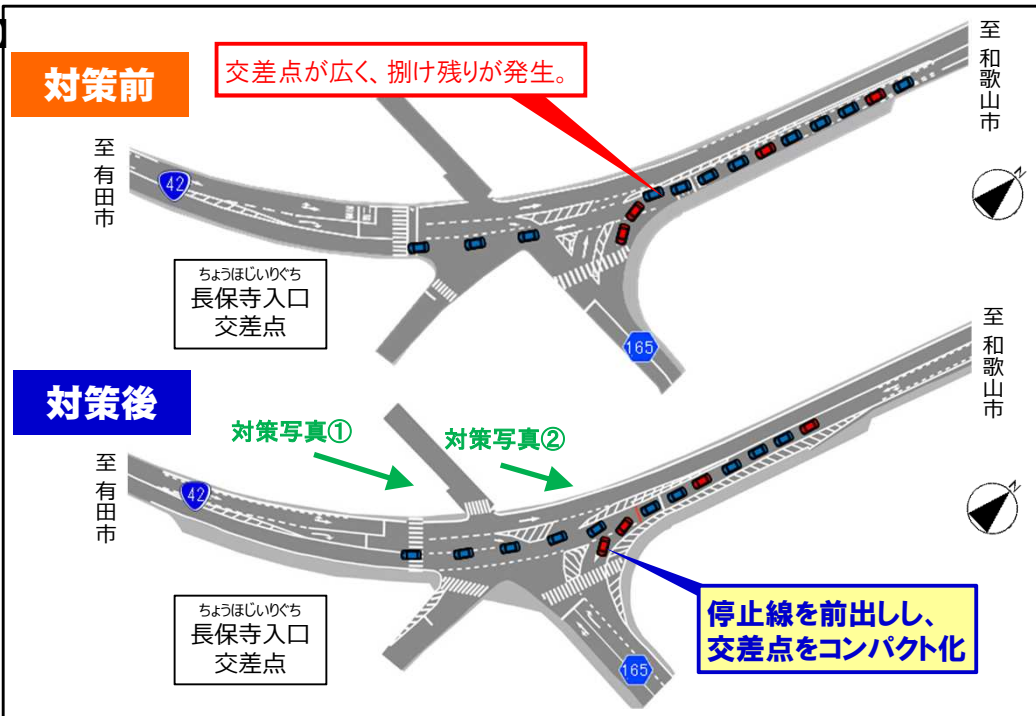 対策前
交差点が広く、捌け残りが発生。
至 和歌山市
至 有田市
42
N
ちょうほじいりぐち
長保寺入口
交差点
165
対策後
対策写真①
対策写真②
至 和歌山市
至 有田市
42
N
ちょうほじいりぐち
長保寺入口
交差点
165
停止線を前出しし、
交差点をコンパクト化